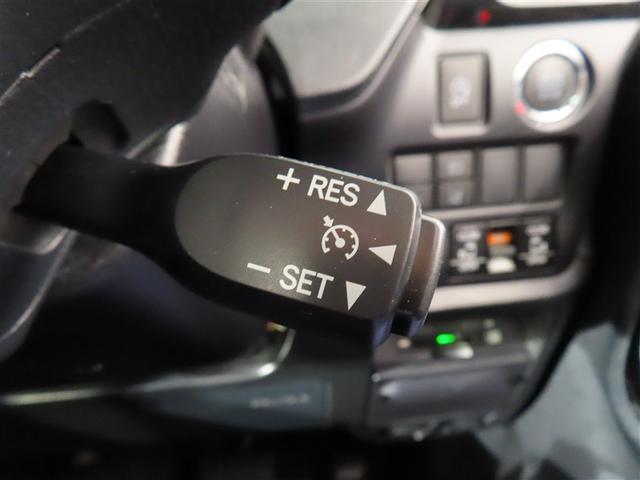 + RES ▲
◀
− SET ▼